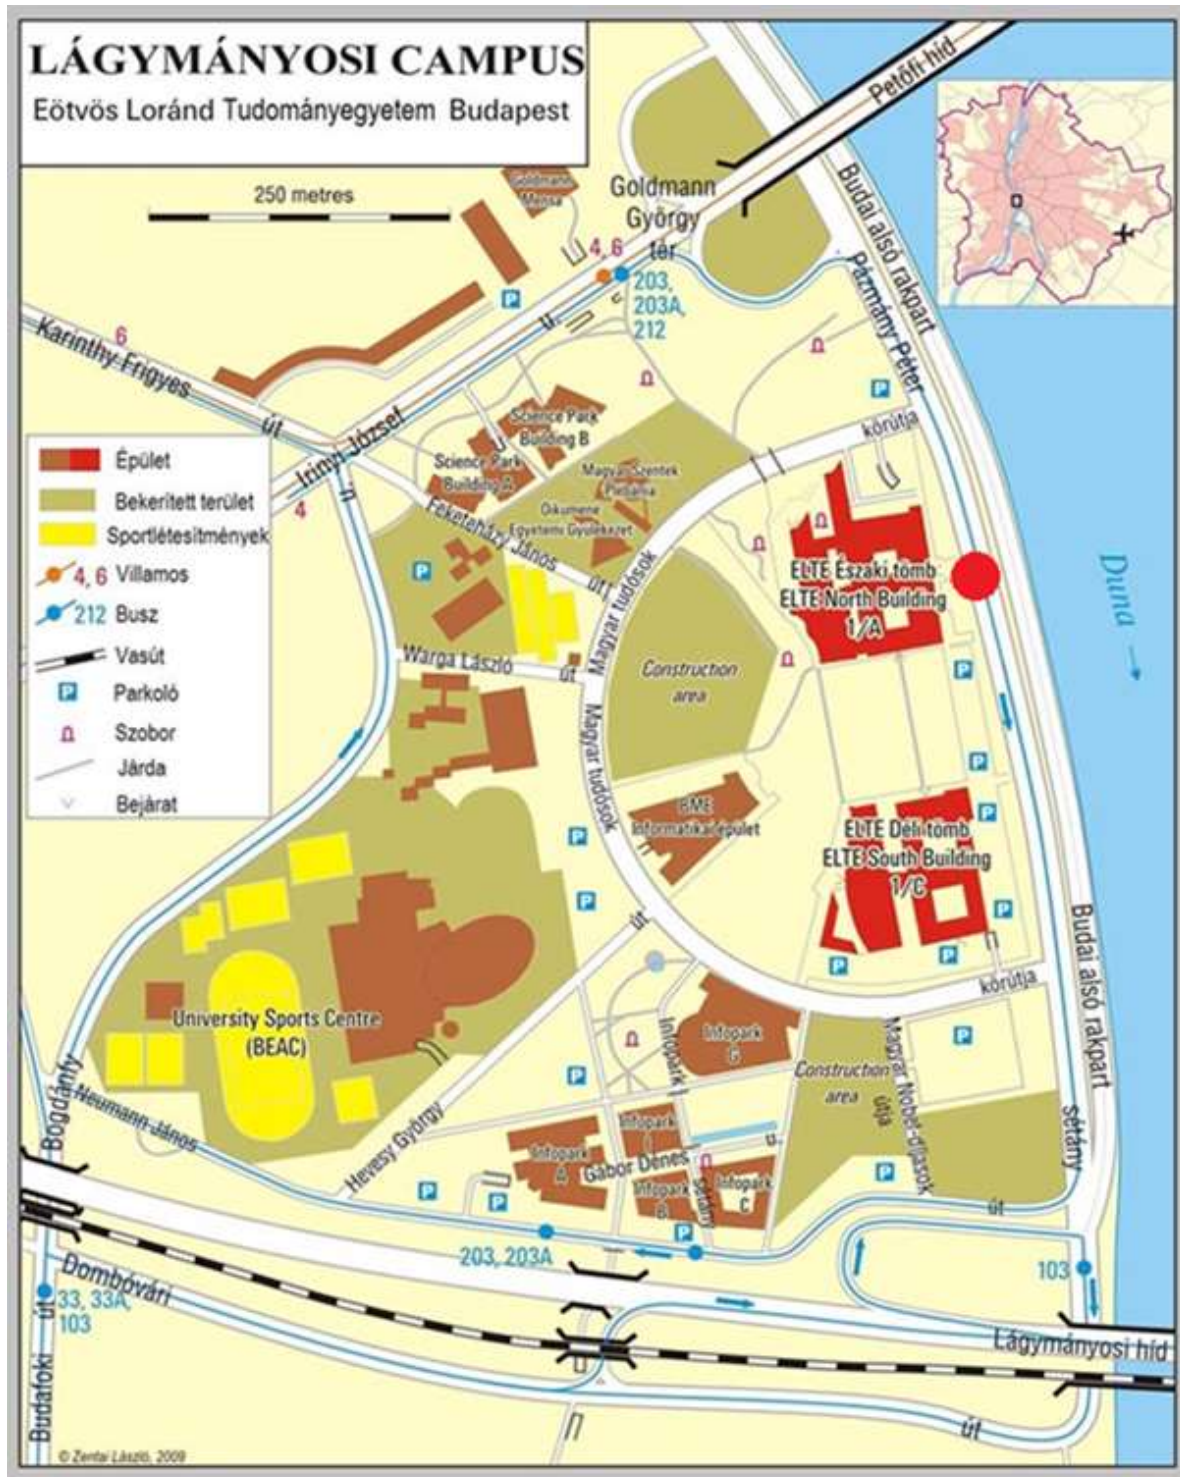 LÁGYMÁNYOSI CAMPUS
Eötvös Loránd Tudományegyetem Budapest
250 metres
Petőfi híd
Goldmann
Mensa
Goldmann
György
tér
4, 6
203,
203A,
212
Budai alsó rakpart
Pázmány Péter
6
Karinthy Frigyes
út
Irinyi József
u.
4
P
Science Park
Building B
Science Park
Building A
Magyar Szentek
Plébánia
Ökumené
Egyetemi Gyülekezet
Feketeházy János
út
körútja
P
Épület
Bekerített terület
Sportlétesítmények
4, 6 Villamos
212 Busz
Vasút
P Parkoló
Szobor
Járda
Bejárat
P
u.
Magyar tudósok
ELTE Északi tömb
ELTE North Building
1/A
Duna
Warga László
út
Construction
area
P
Magyar tudósok
P
BME
Informatikai épület
P
P
ELTE Déli tömb
ELTE South Building
1/C
P
P
út
P
P
P
körútja
Budai alsó rakpart
University Sports Centre
(BEAC)
Infopark
G
Infopark
P
Construction
area
Magyar Nobel-díjasok
útja
P
sétány
Bogdánfy
Neumann János
Hevesy György
Infopark
A
Infopark
I
Gábor Dénes
u.
Infopark
B
sétány
Infopark
C
P
P
P
P
út
203, 203A
103
Dombóvári
33, 33A,
103
út
Budafoki
Lágymányosi híd
út
© Zentai László, 2009